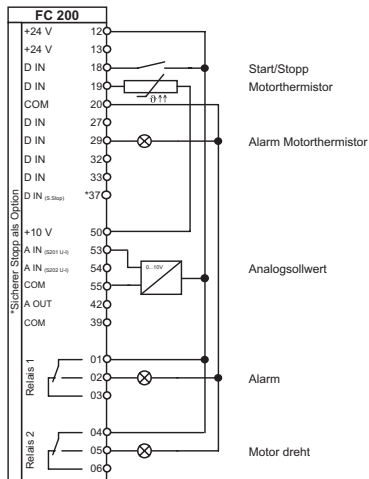 FC 200
+24 V 12
+24 V 13
D IN 18 Start/Stopp
D IN 19 Motorthermistor
ϑ↑↑
COM 20
D IN 27
D IN 29 Alarm Motorthermistor
D IN 32
D IN 33
D IN (S.Stop) *37
*Sicherer Stopp als Option
+10 V 50
A IN (S201 U-I) 53
A IN (S202 U-I) 54
0...10V Analogsollwert
COM 55
A OUT 42
COM 39
Relais 1
01
02 Alarm
03
Relais 2
04
05 Motor dreht
06